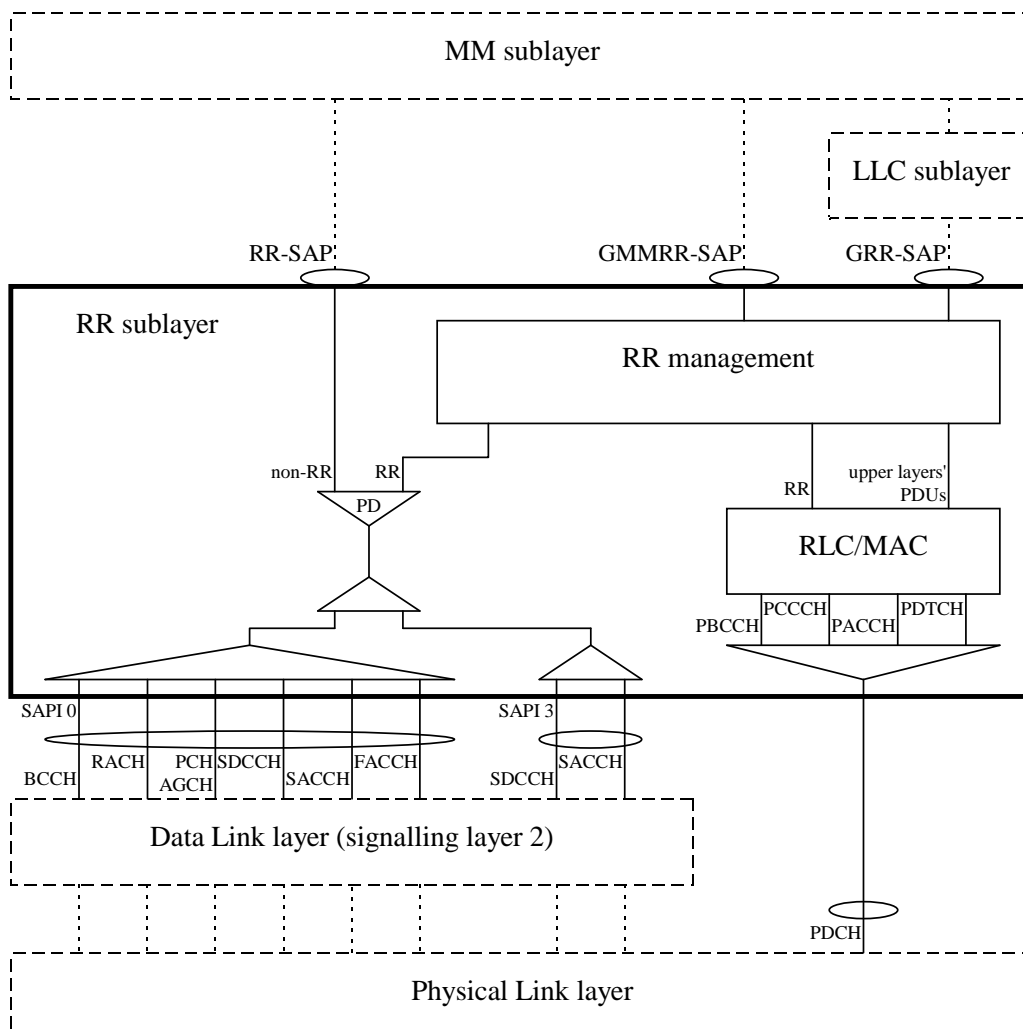 MM sublayer
LLC sublayer
RR-SAP
GMMRR-SAP
GRR-SAP
RR sublayer
RR management
non-RR
RR
PD
RR
upper layers'
PDUs
RLC/MAC
PBCCH
PCCCH
PACCH
PDTCH
SAPI 0
SAPI 3
BCCH
RACH
PCH
AGCH
SDCCH
SACCH
FACCH
SDCCH
SACCH
Data Link layer (signalling layer 2)
PDCH
Physical Link layer